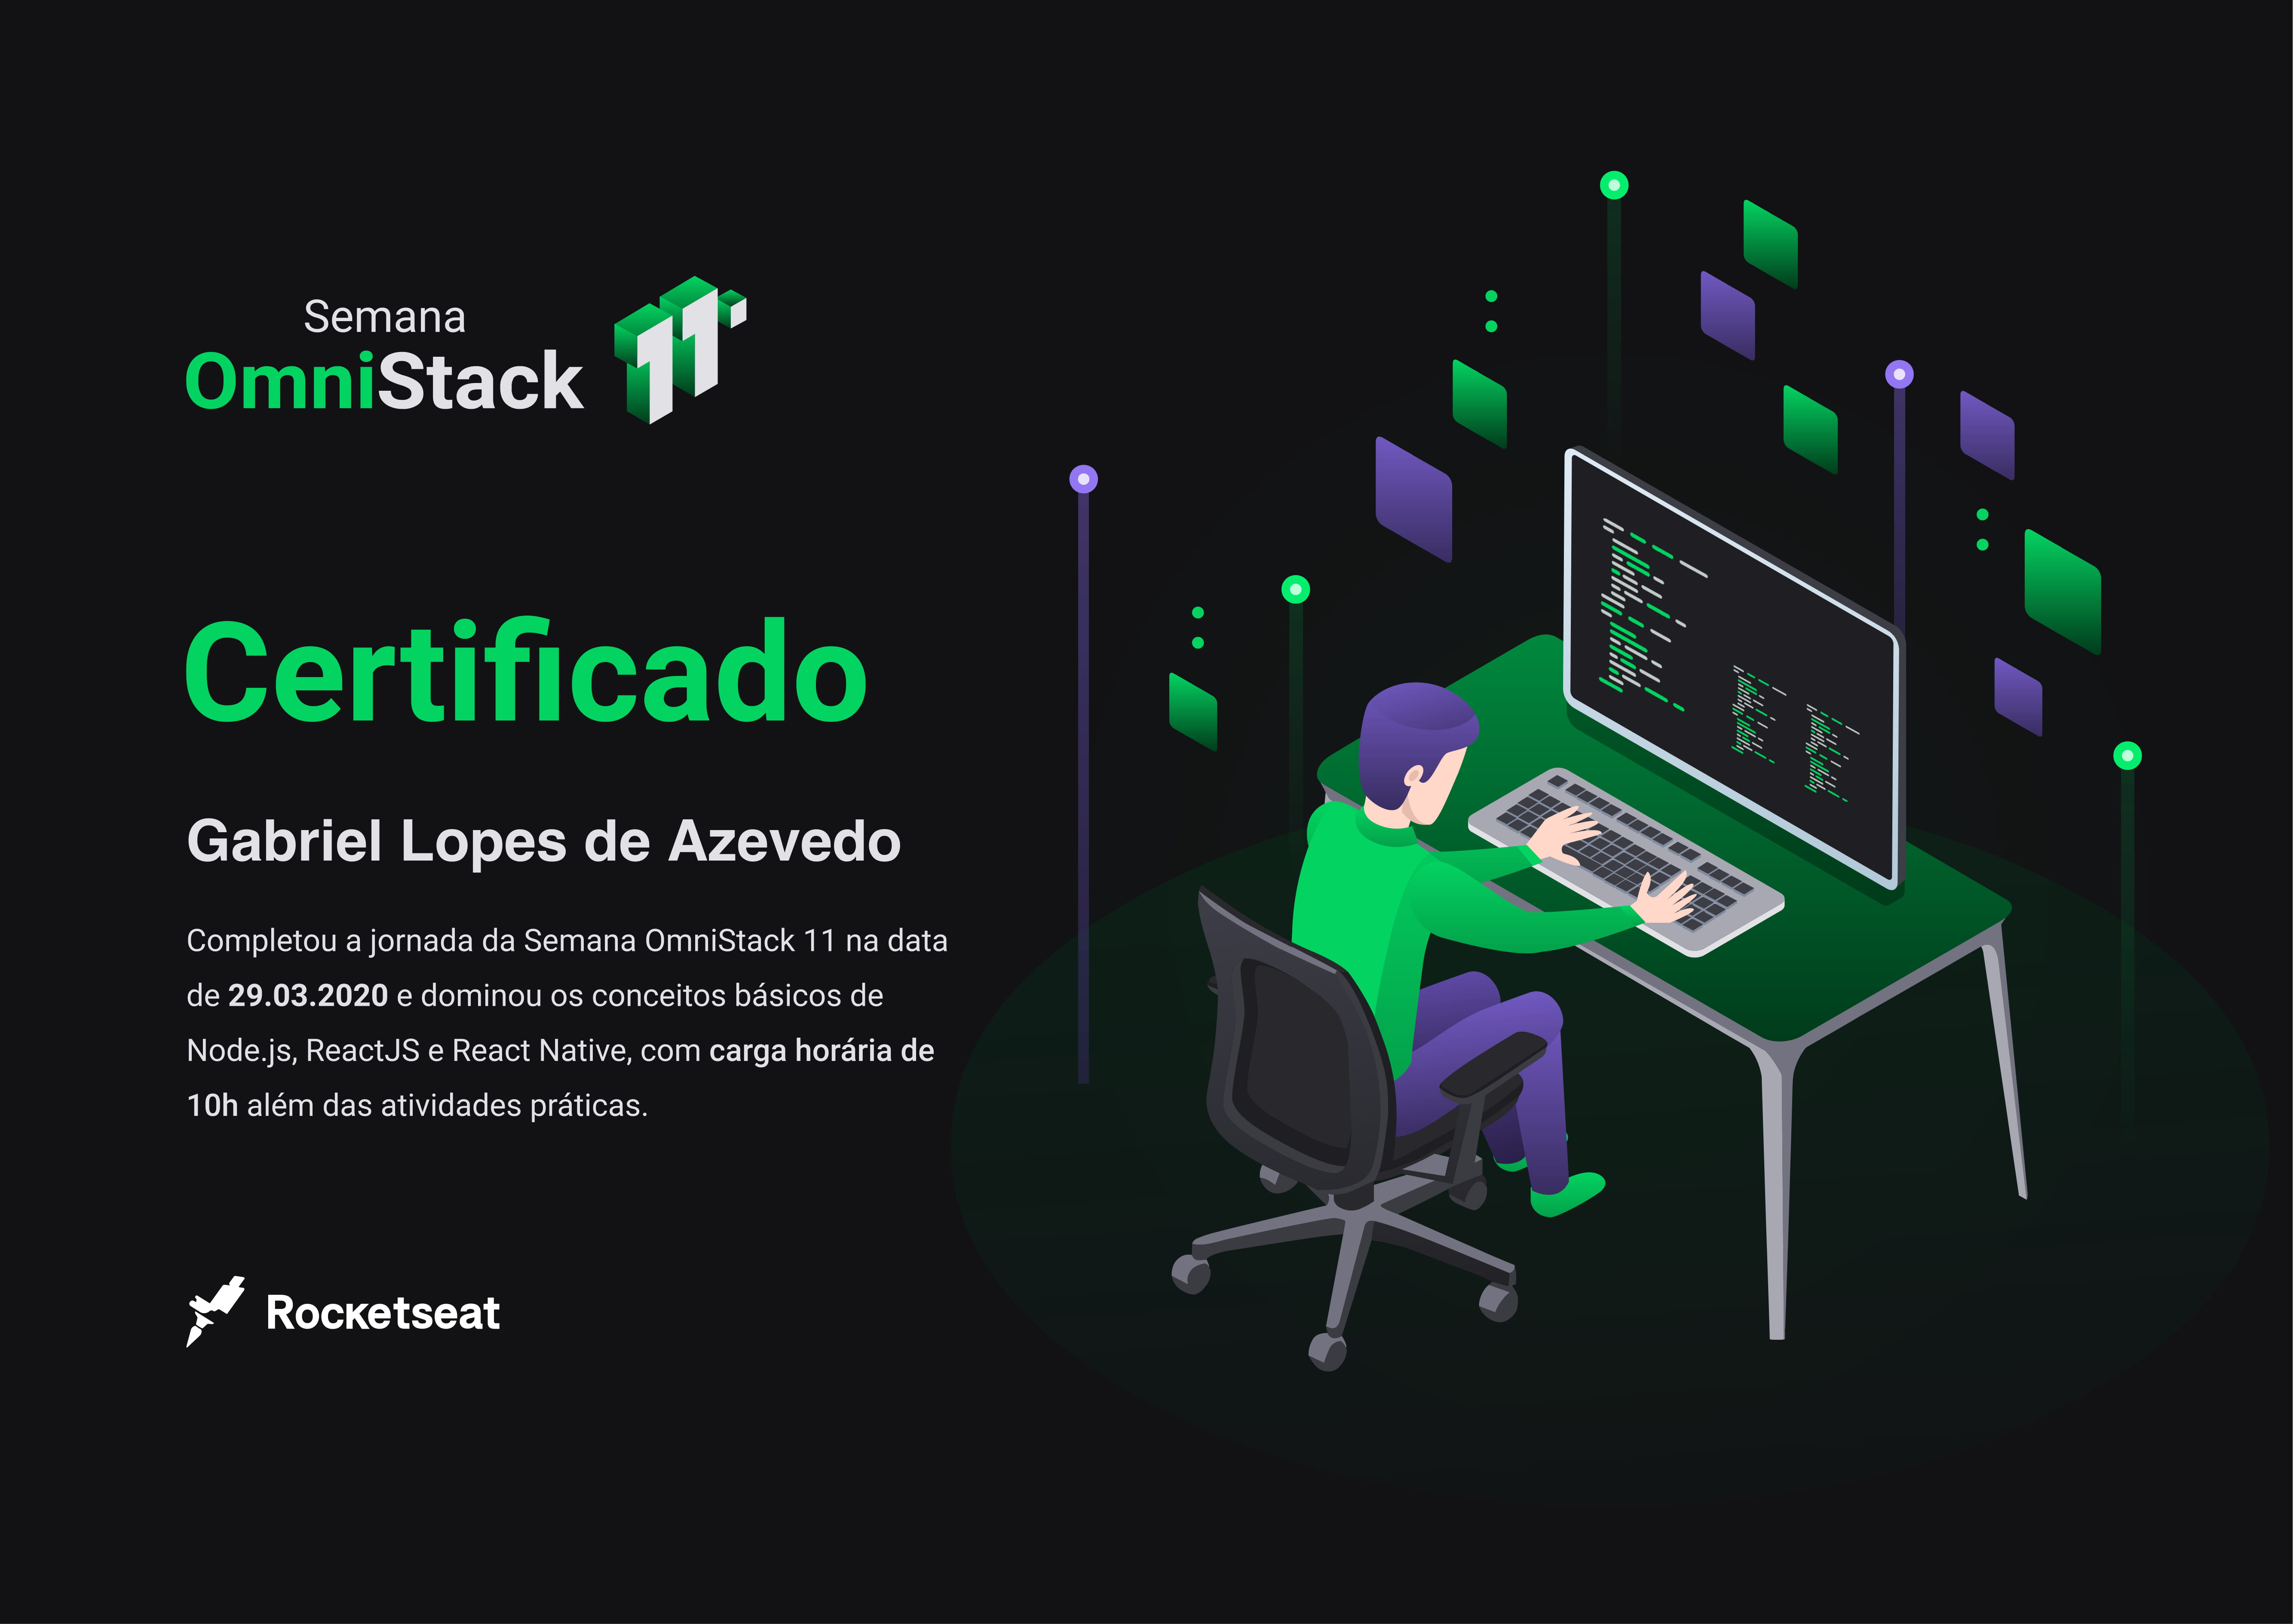 Semana
OmniStack 11
Certificado
Gabriel Lopes de Azevedo
Completou a jornada da Semana OmniStack 11 na data
de 29.03.2020 e dominou os conceitos básicos de
Node.js, ReactJS e React Native, com carga horária de
10h além das atividades práticas.
Rocketseat